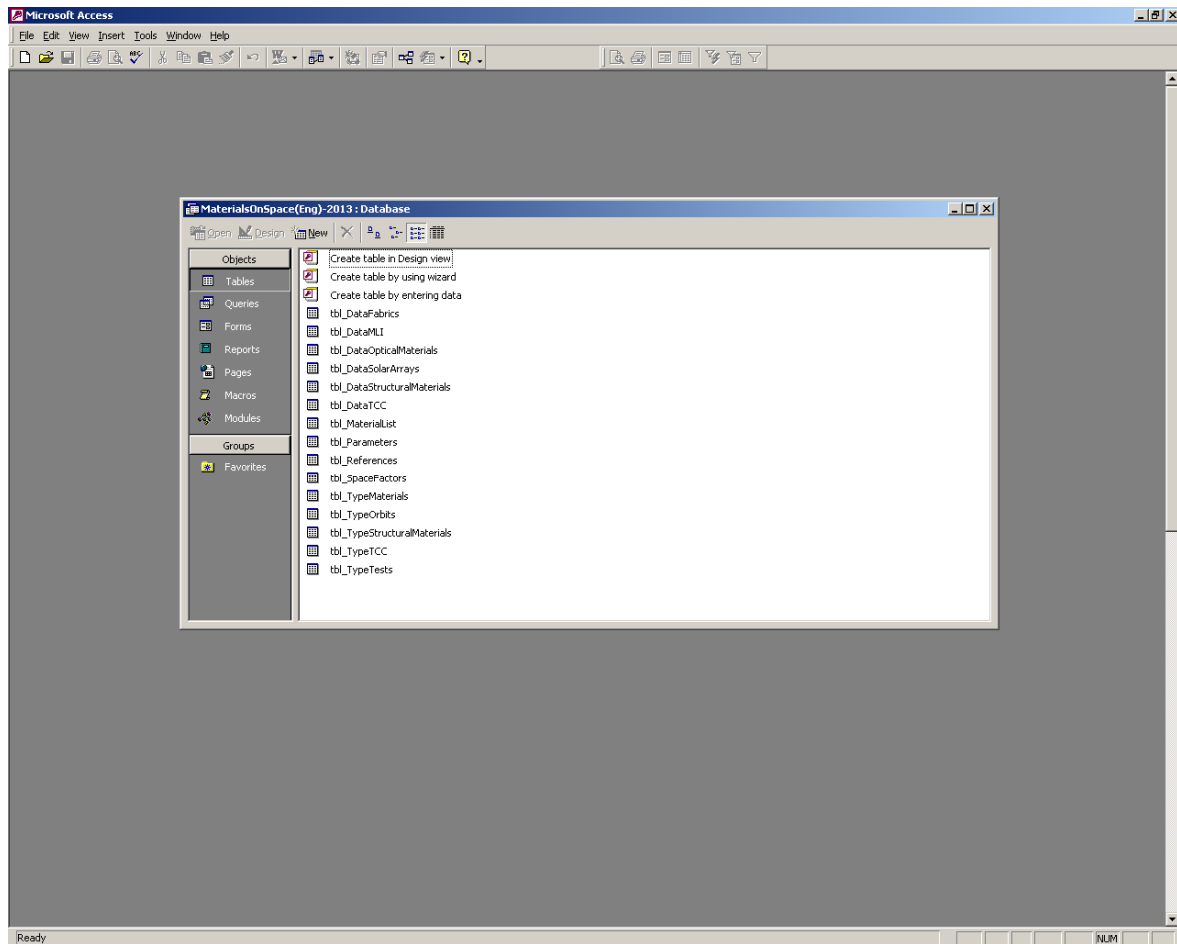 Microsoft Access
File Edit View Insert Tools Window Help
MaterialsOnSpace(Eng)-2013 : Database
Open Design New
Objects
Tables
Queries
Forms
Reports
Pages
Macros
Modules
Groups
Favorites
Create table in Design view
Create table by using wizard
Create table by entering data
tbl_DataFabrics
tbl_DataMLI
tbl_DataOpticalMaterials
tbl_DataSolarArrays
tbl_DataStructuralMaterials
tbl_DataTCC
tbl_MaterialList
tbl_Parameters
tbl_References
tbl_SpaceFactors
tbl_TypeMaterials
tbl_TypeOrbits
tbl_TypeStructuralMaterials
tbl_TypeTCC
tbl_TypeTests
Ready
NUM